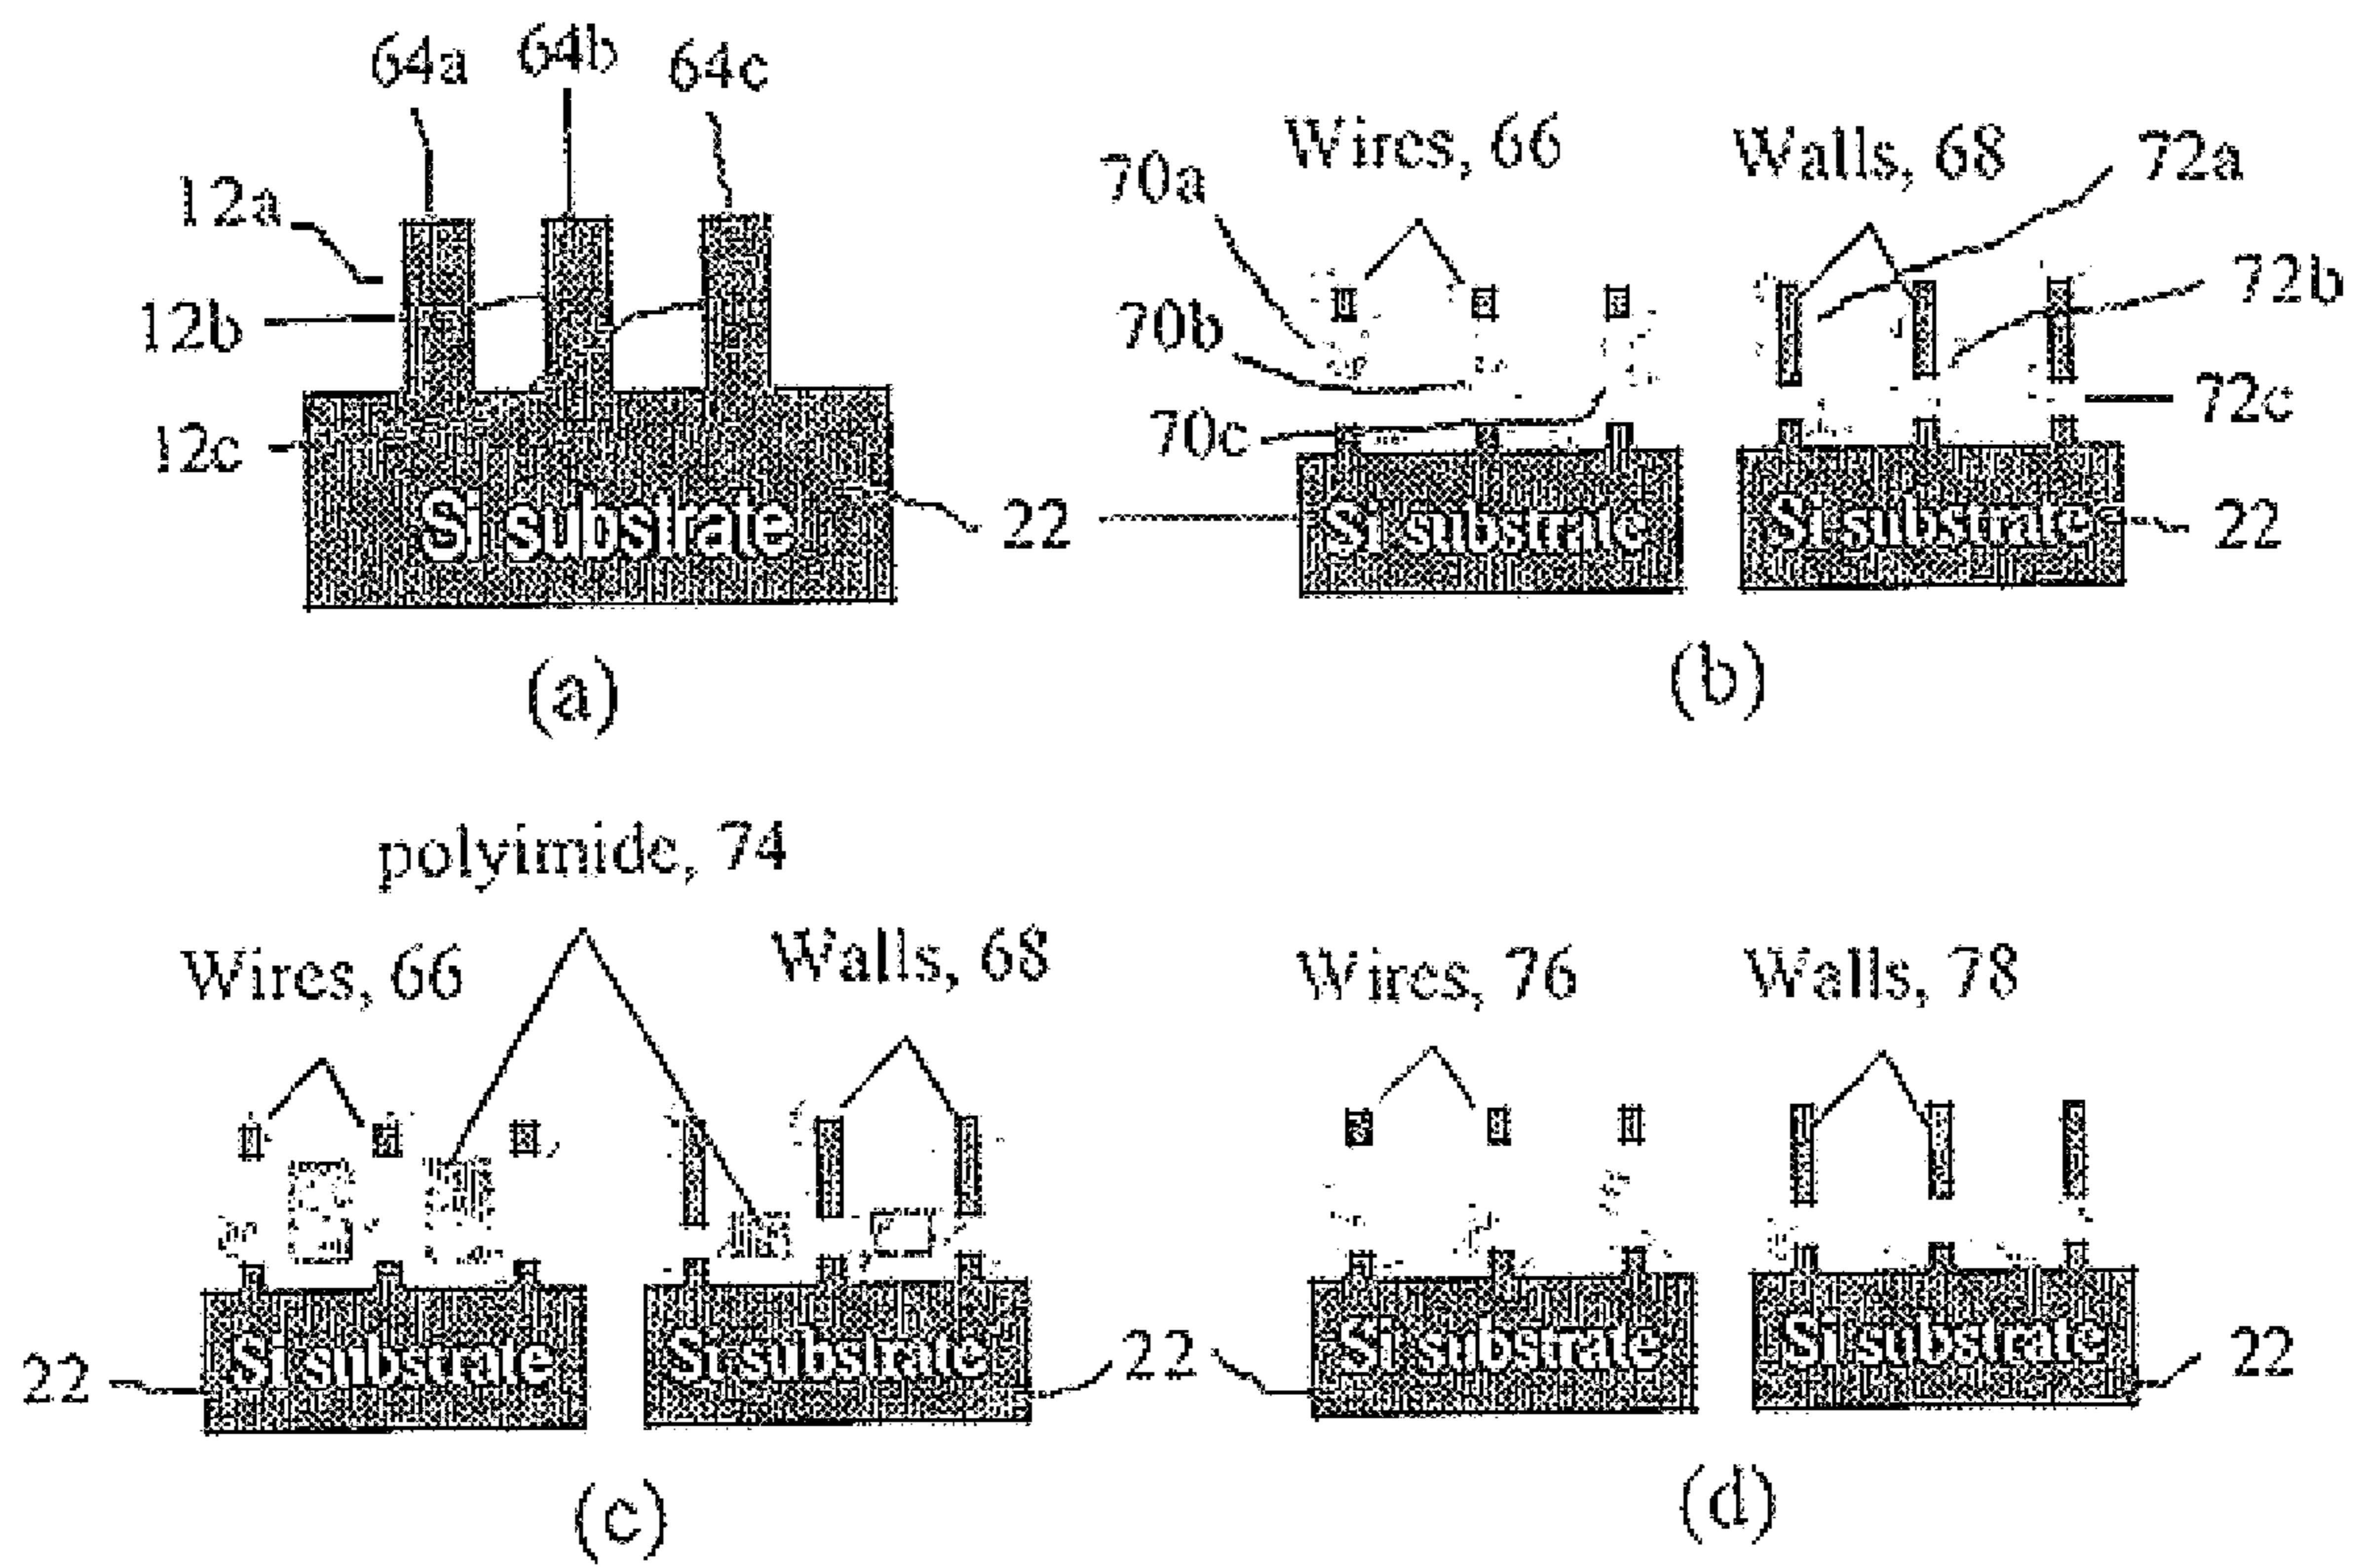 64a 64b 64c
12a
12b
12c
Si substrate
22
(a)
Wires, 66 Walls, 68
70a 72a
70b 72b
70c 72c
Si substrate Si substrate
22
(b)
polyimide, 74
Wires, 66 Walls, 68
Si substrate Si substrate
22 22
(c)
Wires, 76 Walls, 78
Si substrate Si substrate
22
(d)